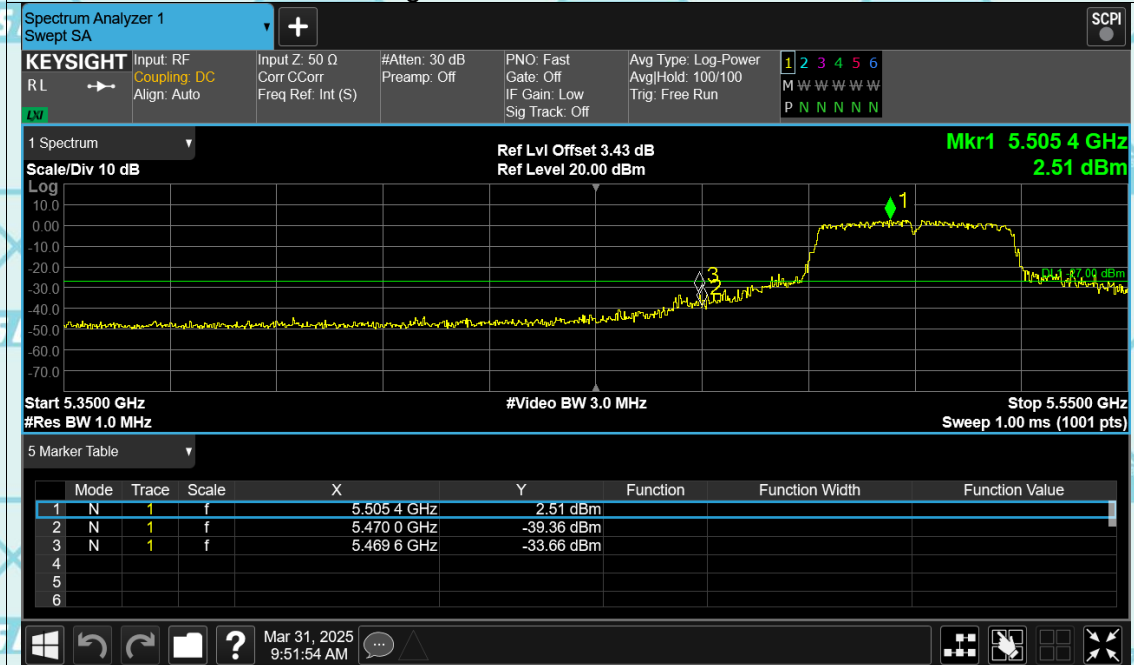 Spectrum Analyzer 1
Swept SA
+
SCPI
KEYSIGHT Input: RF Input Z: 50 Ω #Atten: 30 dB PNO: Fast Avg Type: Log-Power 1 2 3 4 5 6
R L Coupling: DC Corr CCorr Preamp: Off Gate: Off Avg|Hold: 100/100 M W W W W W W
Align: Auto Freq Ref: Int (S) IF Gain: Low Trig: Free Run P N N N N N
LXI Sig Track: Off
1 Spectrum Mkr1 5.505 4 GHz
Ref Lvl Offset 3.43 dB
Scale/Div 10 dB Ref Level 20.00 dBm 2.51 dBm
Log
10.0
1
0.00
-10.0
-20.0
3 DL1 -27.00 dBm
-30.0
2
-40.0
-50.0
-60.0
-70.0
Start 5.3500 GHz #Video BW 3.0 MHz Stop 5.5500 GHz
#Res BW 1.0 MHz Sweep 1.00 ms (1001 pts)
5 Marker Table
Mode Trace Scale X Y Function Function Width Function Value
1 N 1 f 5.505 4 GHz 2.51 dBm
2 N 1 f 5.470 0 GHz -39.36 dBm
3 N 1 f 5.469 6 GHz -33.66 dBm
4
5
6
? Mar 31, 2025
9:51:54 AM